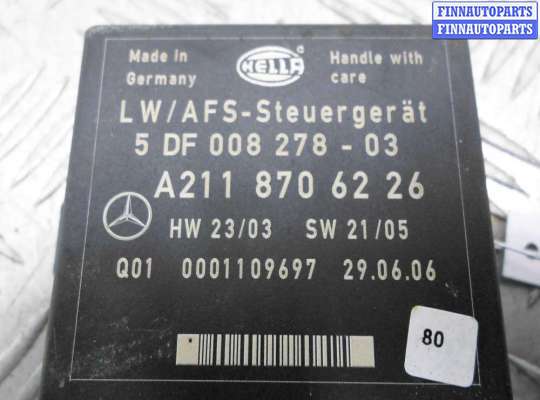 FINNAUTOPARTS
FINNAUTOPARTS
Made in
Germany
HELLA
Handle with
care
LW/AFS-Steuergerät
5 DF 008 278 - 03
A211 870 62 26
HW 23/03 SW 21/05
Q01 0001109697 29.06.06
80